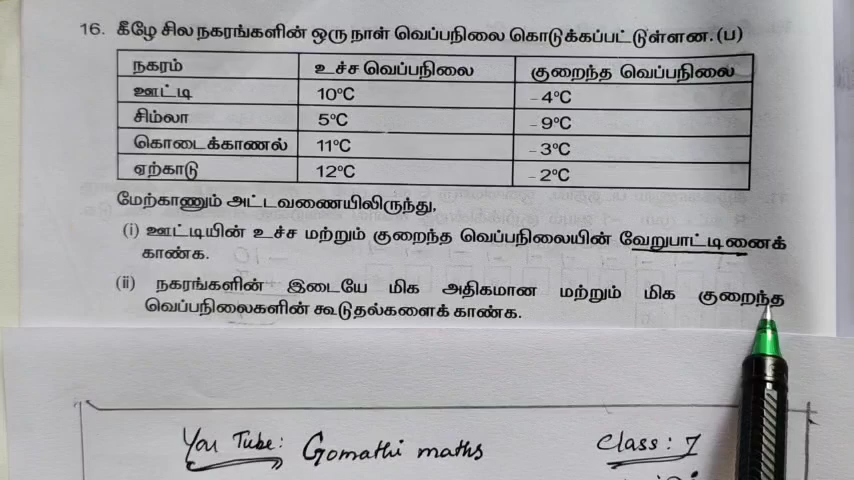 16. கீழே சில நகரங்களின் ஒரு நாள் வெப்பநிலை கொடுக்கப்பட்டுள்ளன. (ப)
நகரம் உச்ச வெப்பநிலை குறைந்த வெப்பநிலை
ஊட்டி 10°C –4°C
சிம்லா 5°C –9°C
கொடைக்காணல் 11°C –3°C
ஏற்காடு 12°C –2°C
மேற்காணும் அட்டவணையிலிருந்து,
(i) ஊட்டியின் உச்ச மற்றும் குறைந்த வெப்பநிலையின் வேறுபாட்டினைக்
காண்க.
(ii) நகரங்களின் இடையே மிக அதிகமான மற்றும் மிக குறைந்த
வெப்பநிலைகளின் கூடுதல்களைக் காண்க.
You Tube: Gomathi maths Class: 7